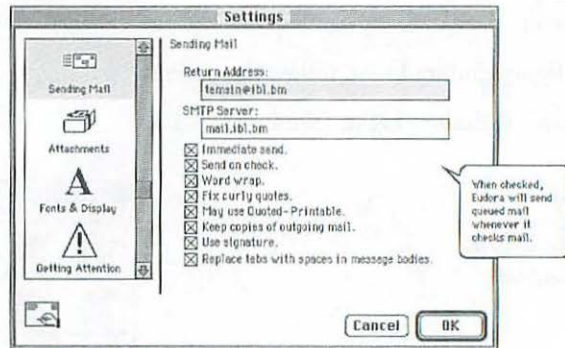 Settings
Sending Mail
Attachments
Fonts & Display
Getting Attention
Sending Mail
Return Address:
temain@ibl.bm
SMTP Server:
mail.ibl.bm
Immediate send.
Send on check.
Word wrap.
Fix curly quotes.
May use Quoted-Printable.
Keep copies of outgoing mail.
Use signature.
Replace tabs with spaces in message bodies.
When checked,
Eudora will send
queued mail
whenever it
checks mail.
Cancel
OK